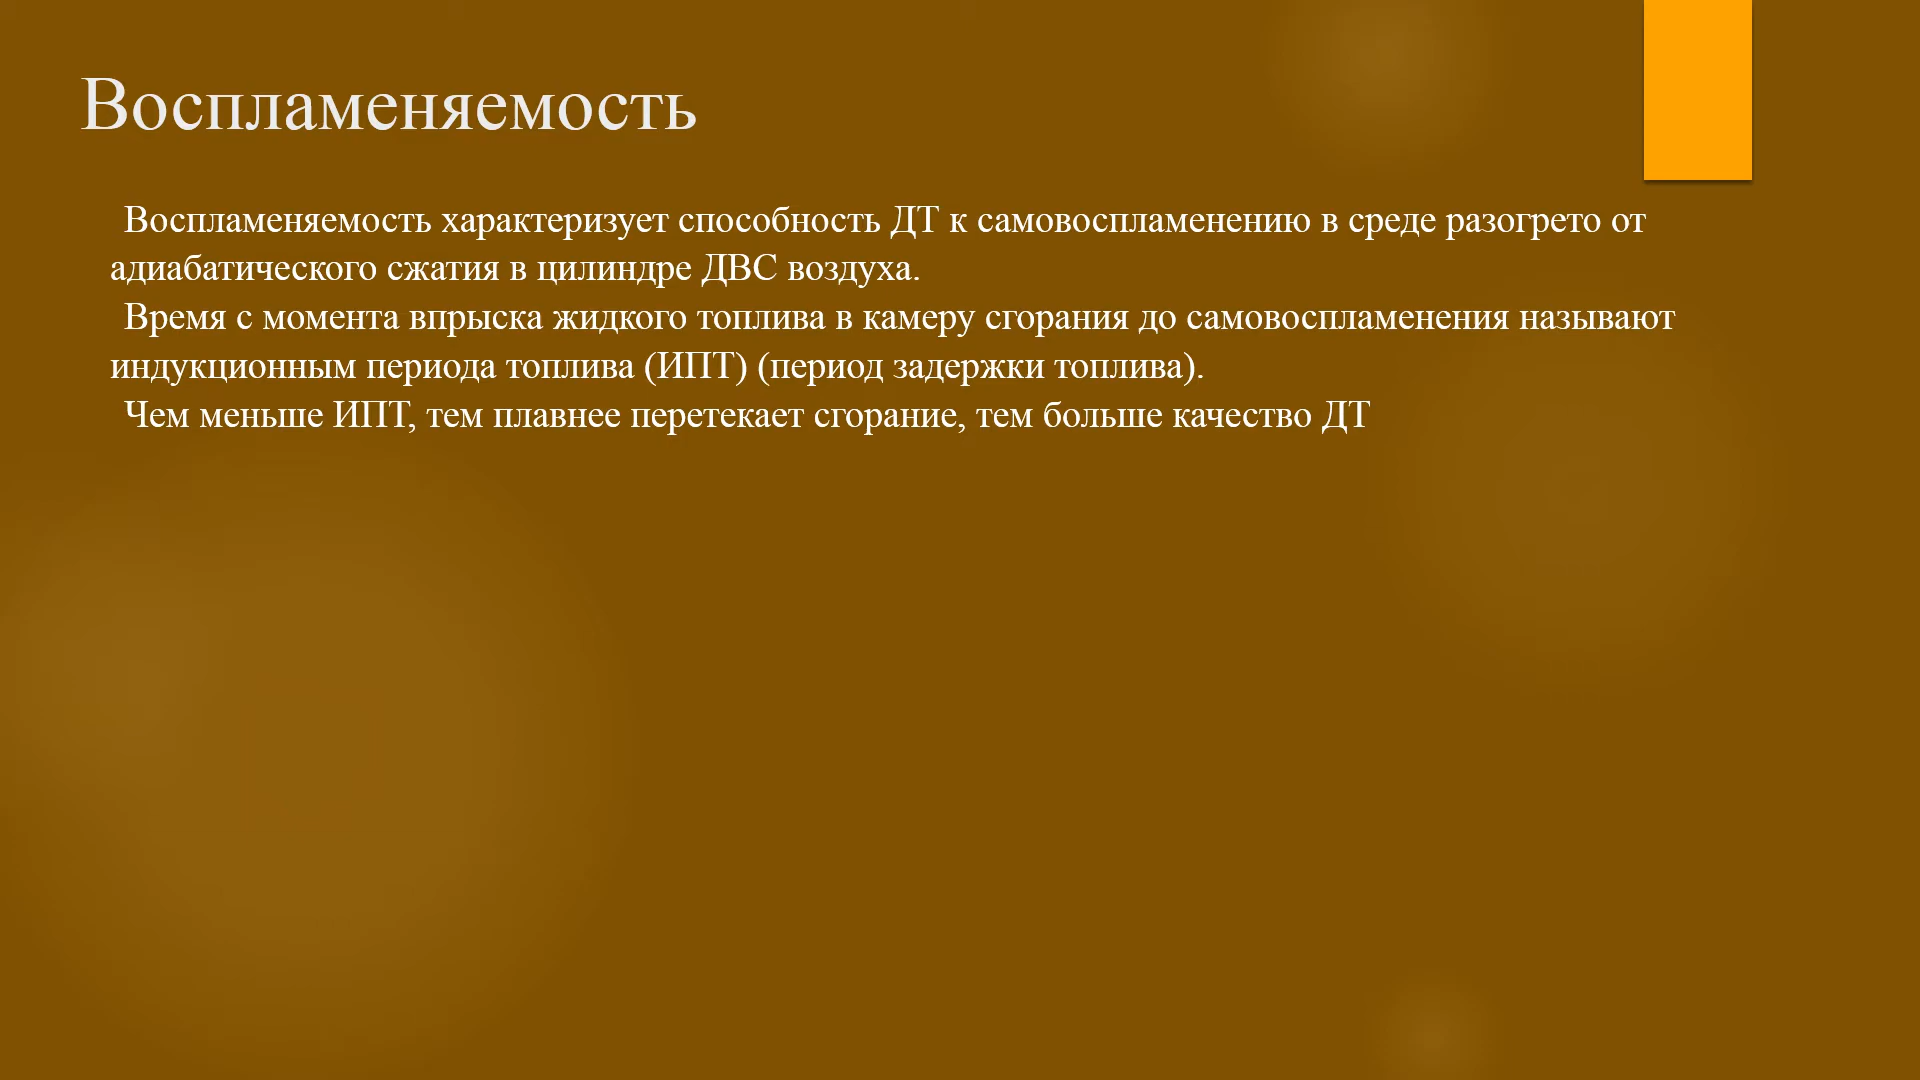 Воспламеняемость
Воспламеняемость характеризует способность ДТ к самовоспламенению в среде разогрето от
адиабатического сжатия в цилиндре ДВС воздуха.
Время с момента впрыска жидкого топлива в камеру сгорания до самовоспламенения называют
индукционным периода топлива (ИПТ) (период задержки топлива).
Чем меньше ИПТ, тем плавнее перетекает сгорание, тем больше качество ДТ